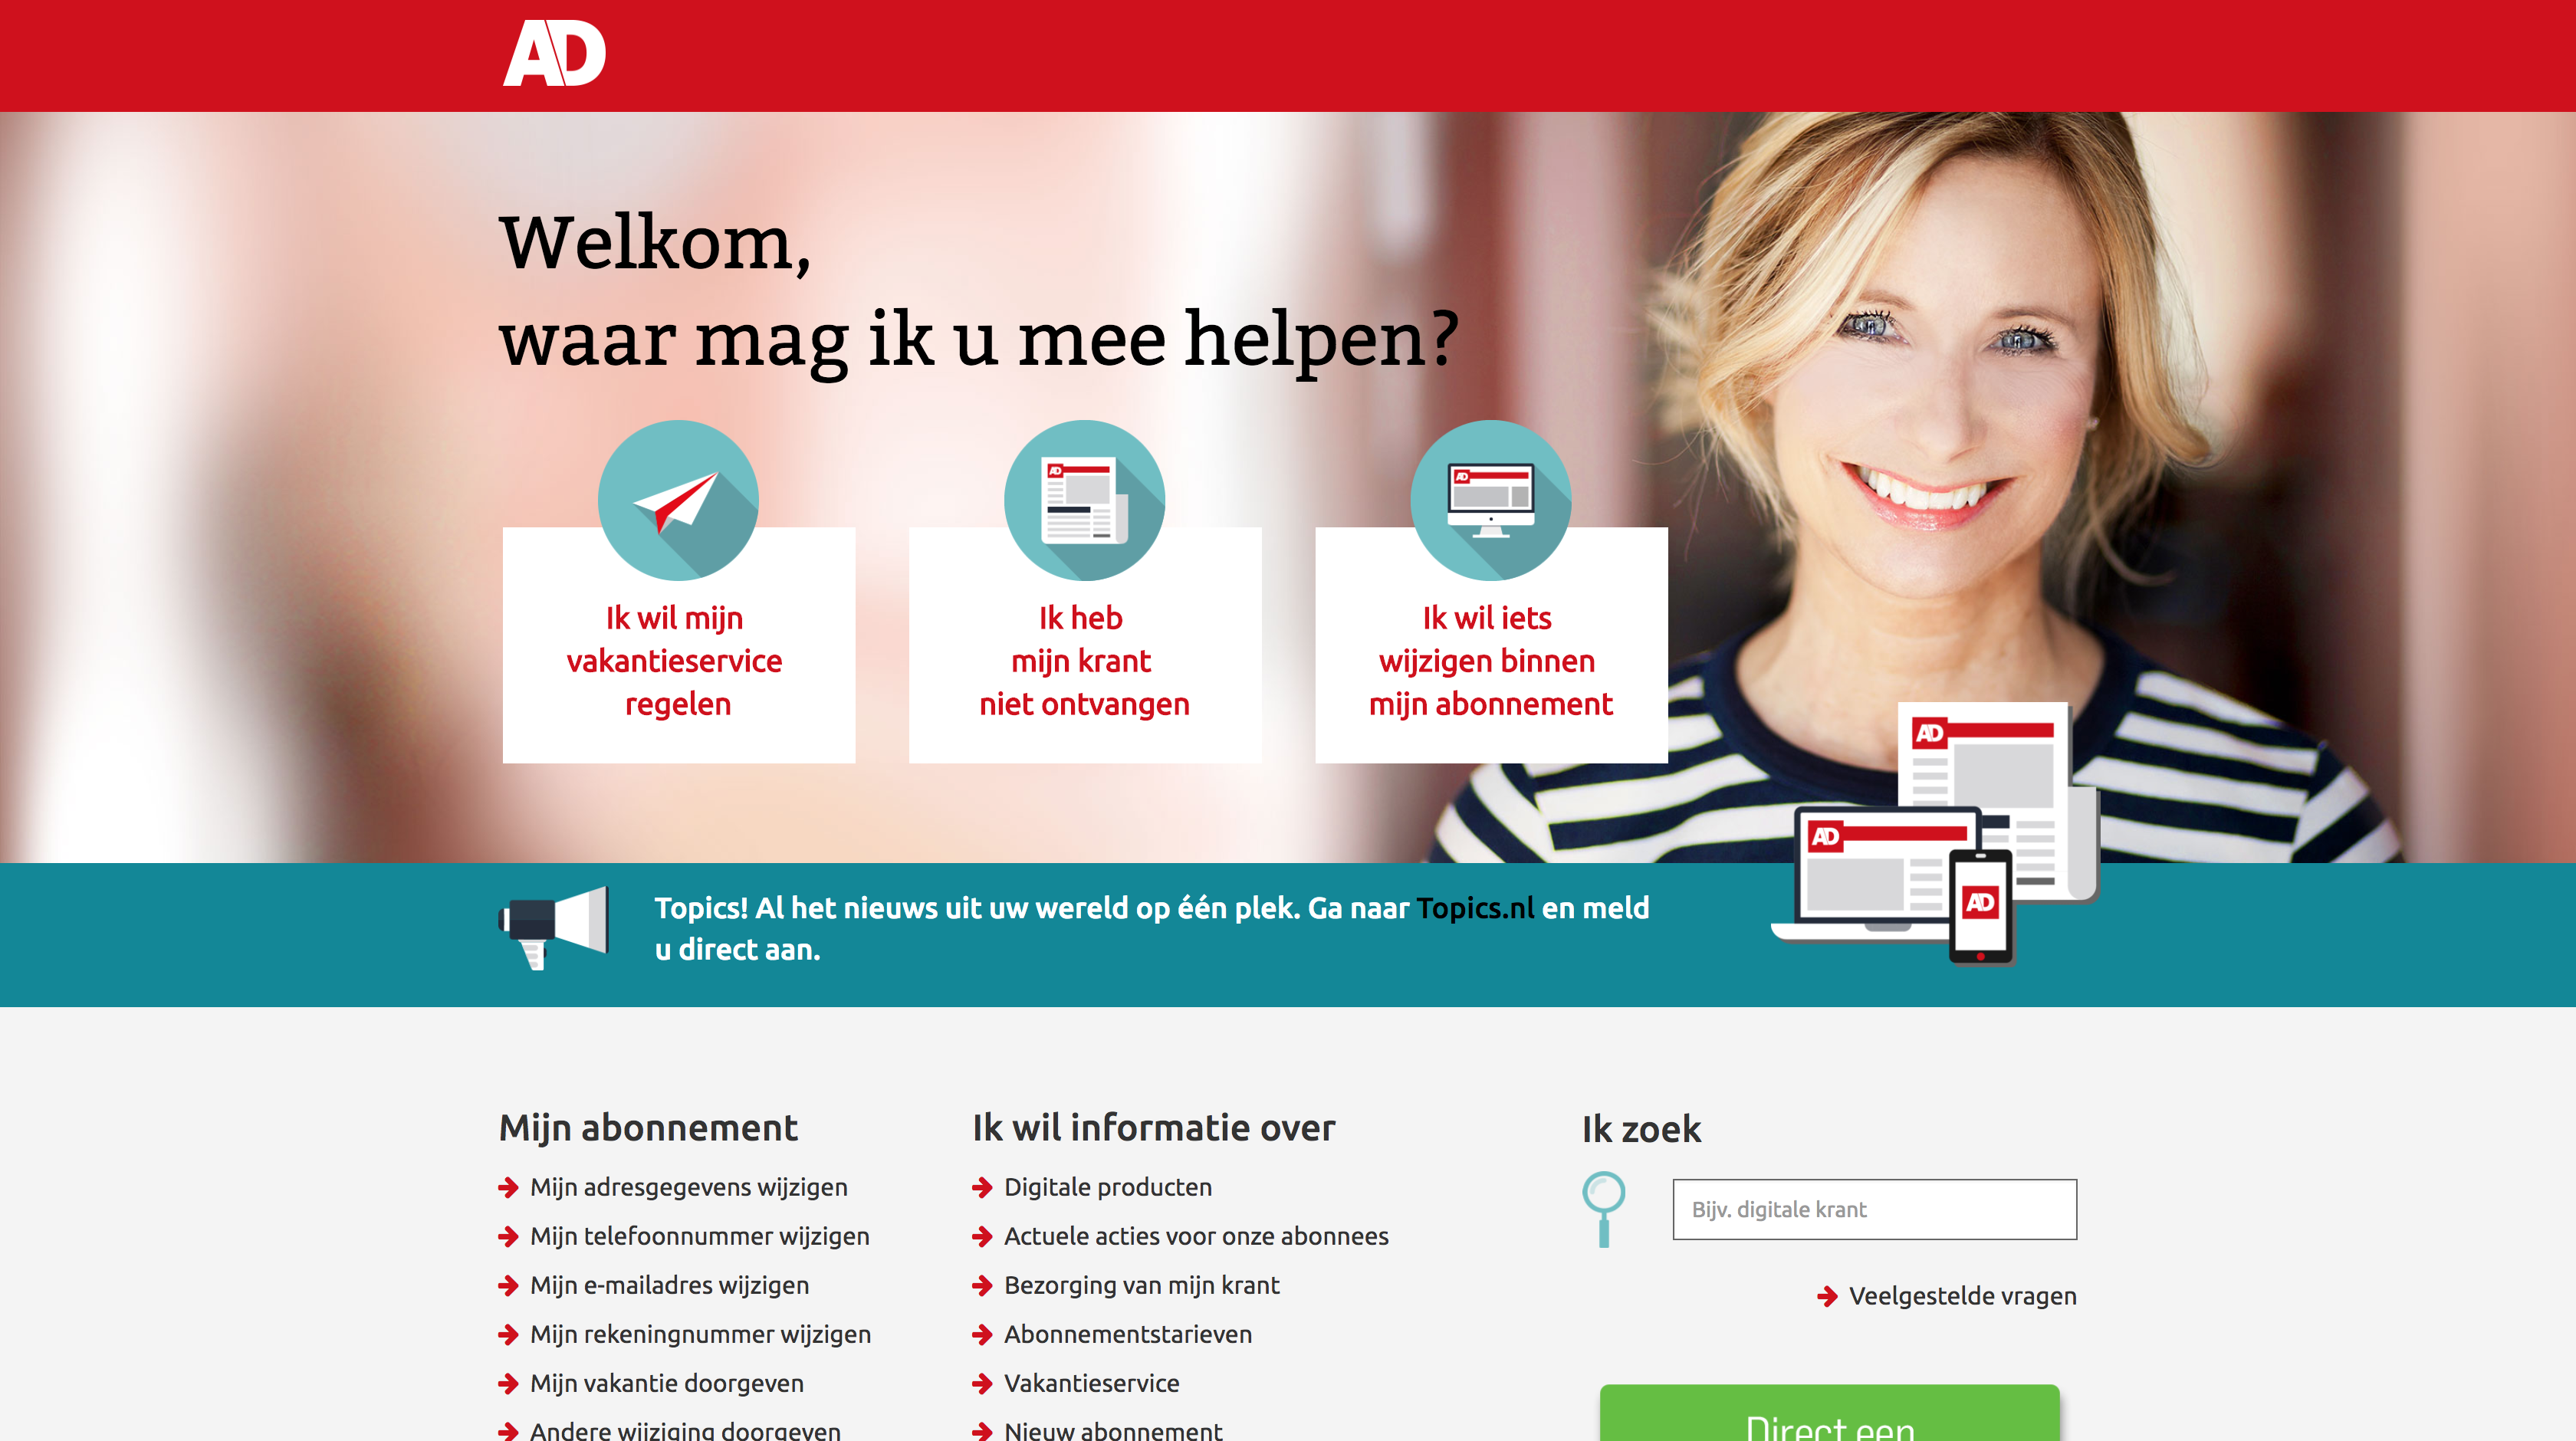 AD
Welkom,
waar mag ik u mee helpen?
AD
AD
Ik wil mijn
vakantieservice
regelen
Ik heb
mijn krant
niet ontvangen
Ik wil iets
wijzigen binnen
mijn abonnement
AD
AD
AD
Topics! Al het nieuws uit uw wereld op één plek. Ga naar Topics.nl en meld
u direct aan.
Mijn abonnement
Mijn adresgegevens wijzigen
Mijn telefoonnummer wijzigen
Mijn e-mailadres wijzigen
Mijn rekeningnummer wijzigen
Mijn vakantie doorgeven
Andere wijziging doorgeven
Ik wil informatie over
Digitale producten
Actuele acties voor onze abonnees
Bezorging van mijn krant
Abonnementstarieven
Vakantieservice
Nieuw abonnement
Ik zoek
Bijv. digitale krant
Veelgestelde vragen
Direct een